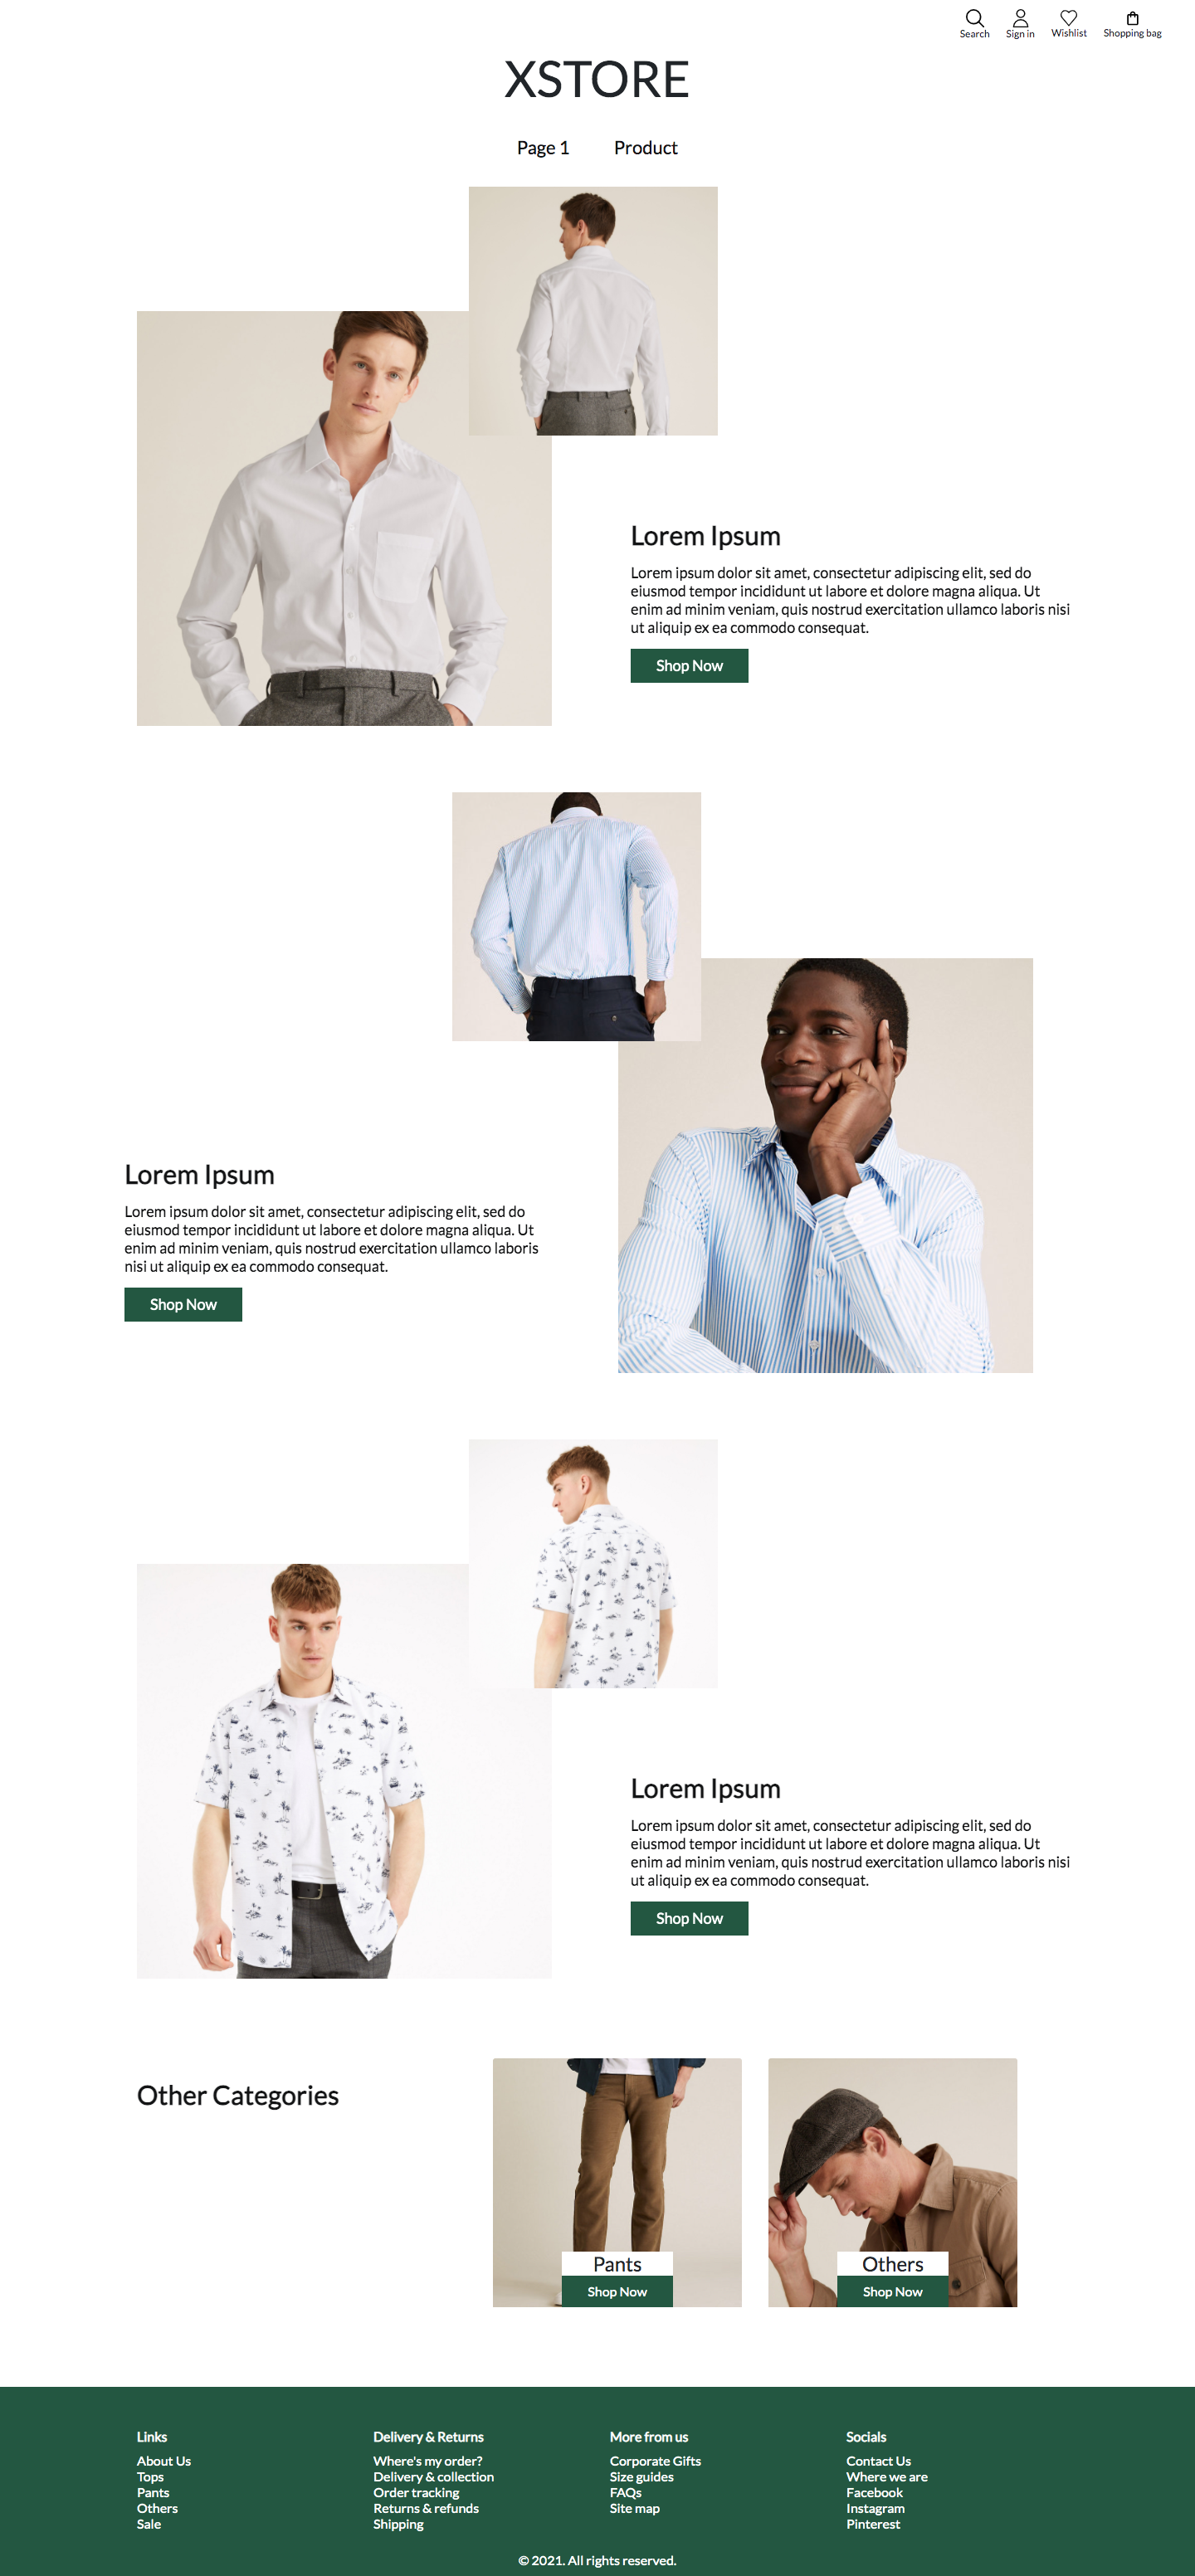 Search
Sign in
Wishlist
Shopping bag
XSTORE
Page 1
Product
Lorem Ipsum
Lorem ipsum dolor sit amet, consectetur adipiscing elit, sed do
eiusmod tempor incididunt ut labore et dolore magna aliqua. Ut
enim ad minim veniam, quis nostrud exercitation ullamco laboris nisi
ut aliquip ex ea commodo consequat.
Shop Now
Lorem Ipsum
Lorem ipsum dolor sit amet, consectetur adipiscing elit, sed do
eiusmod tempor incididunt ut labore et dolore magna aliqua. Ut
enim ad minim veniam, quis nostrud exercitation ullamco laboris
nisi ut aliquip ex ea commodo consequat.
Shop Now
Lorem Ipsum
Lorem ipsum dolor sit amet, consectetur adipiscing elit, sed do
eiusmod tempor incididunt ut labore et dolore magna aliqua. Ut
enim ad minim veniam, quis nostrud exercitation ullamco laboris nisi
ut aliquip ex ea commodo consequat.
Shop Now
Other Categories
Pants
Shop Now
Others
Shop Now
Links
About Us
Tops
Pants
Others
Sale
Delivery & Returns
Where's my order?
Delivery & collection
Order tracking
Returns & refunds
Shipping
More from us
Corporate Gifts
Size guides
FAQs
Site map
Socials
Contact Us
Where we are
Facebook
Instagram
Pinterest
© 2021. All rights reserved.